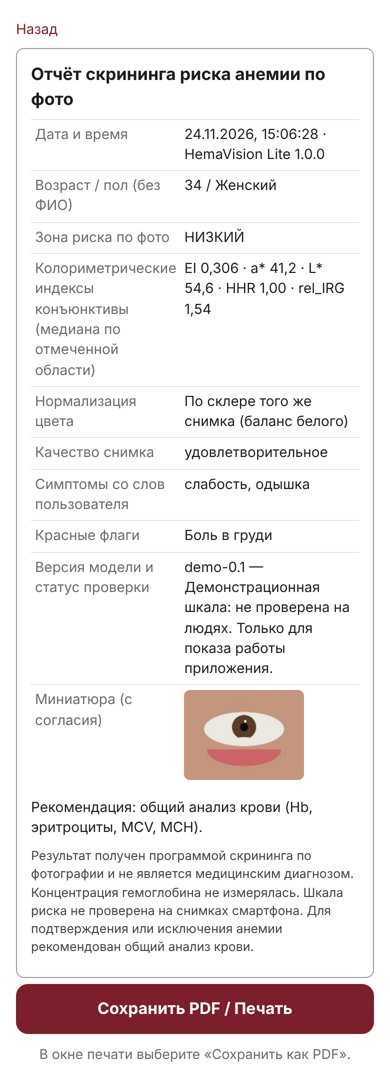 Назад
Отчёт скрининга риска анемии по
фото
Дата и время
24.11.2026, 15:06:28 ·
HemaVision Lite 1.0.0
Возраст / пол (без
ФИО)
34 / Женский
Зона риска по фото
НИЗКИЙ
Колориметрические
индексы
конъюнктивы
(медиана по
отмеченной
области)
EI 0,306 · a* 41,2 · L*
54,6 · HHR 1,00 · rel_IRG
1,54
Нормализация
цвета
По склере того же
снимка (баланс белого)
Качество снимка
удовлетворительное
Симптомы со слов
пользователя
слабость, одышка
Красные флаги
Боль в груди
Версия модели и
статус проверки
demo-0.1 —
Демонстрационная
шкала: не проверена на
людях. Только для
показа работы
приложения.
Миниатюра (с
согласия)
Рекомендация: общий анализ крови (Hb,
эритроциты, MCV, MCH).
Результат получен программой скрининга по
фотографии и не является медицинским диагнозом.
Концентрация гемоглобина не измерялась. Шкала
риска не проверена на снимках смартфона. Для
подтверждения или исключения анемии
рекомендован общий анализ крови.
Сохранить PDF / Печать
В окне печати выберите «Сохранить как PDF».